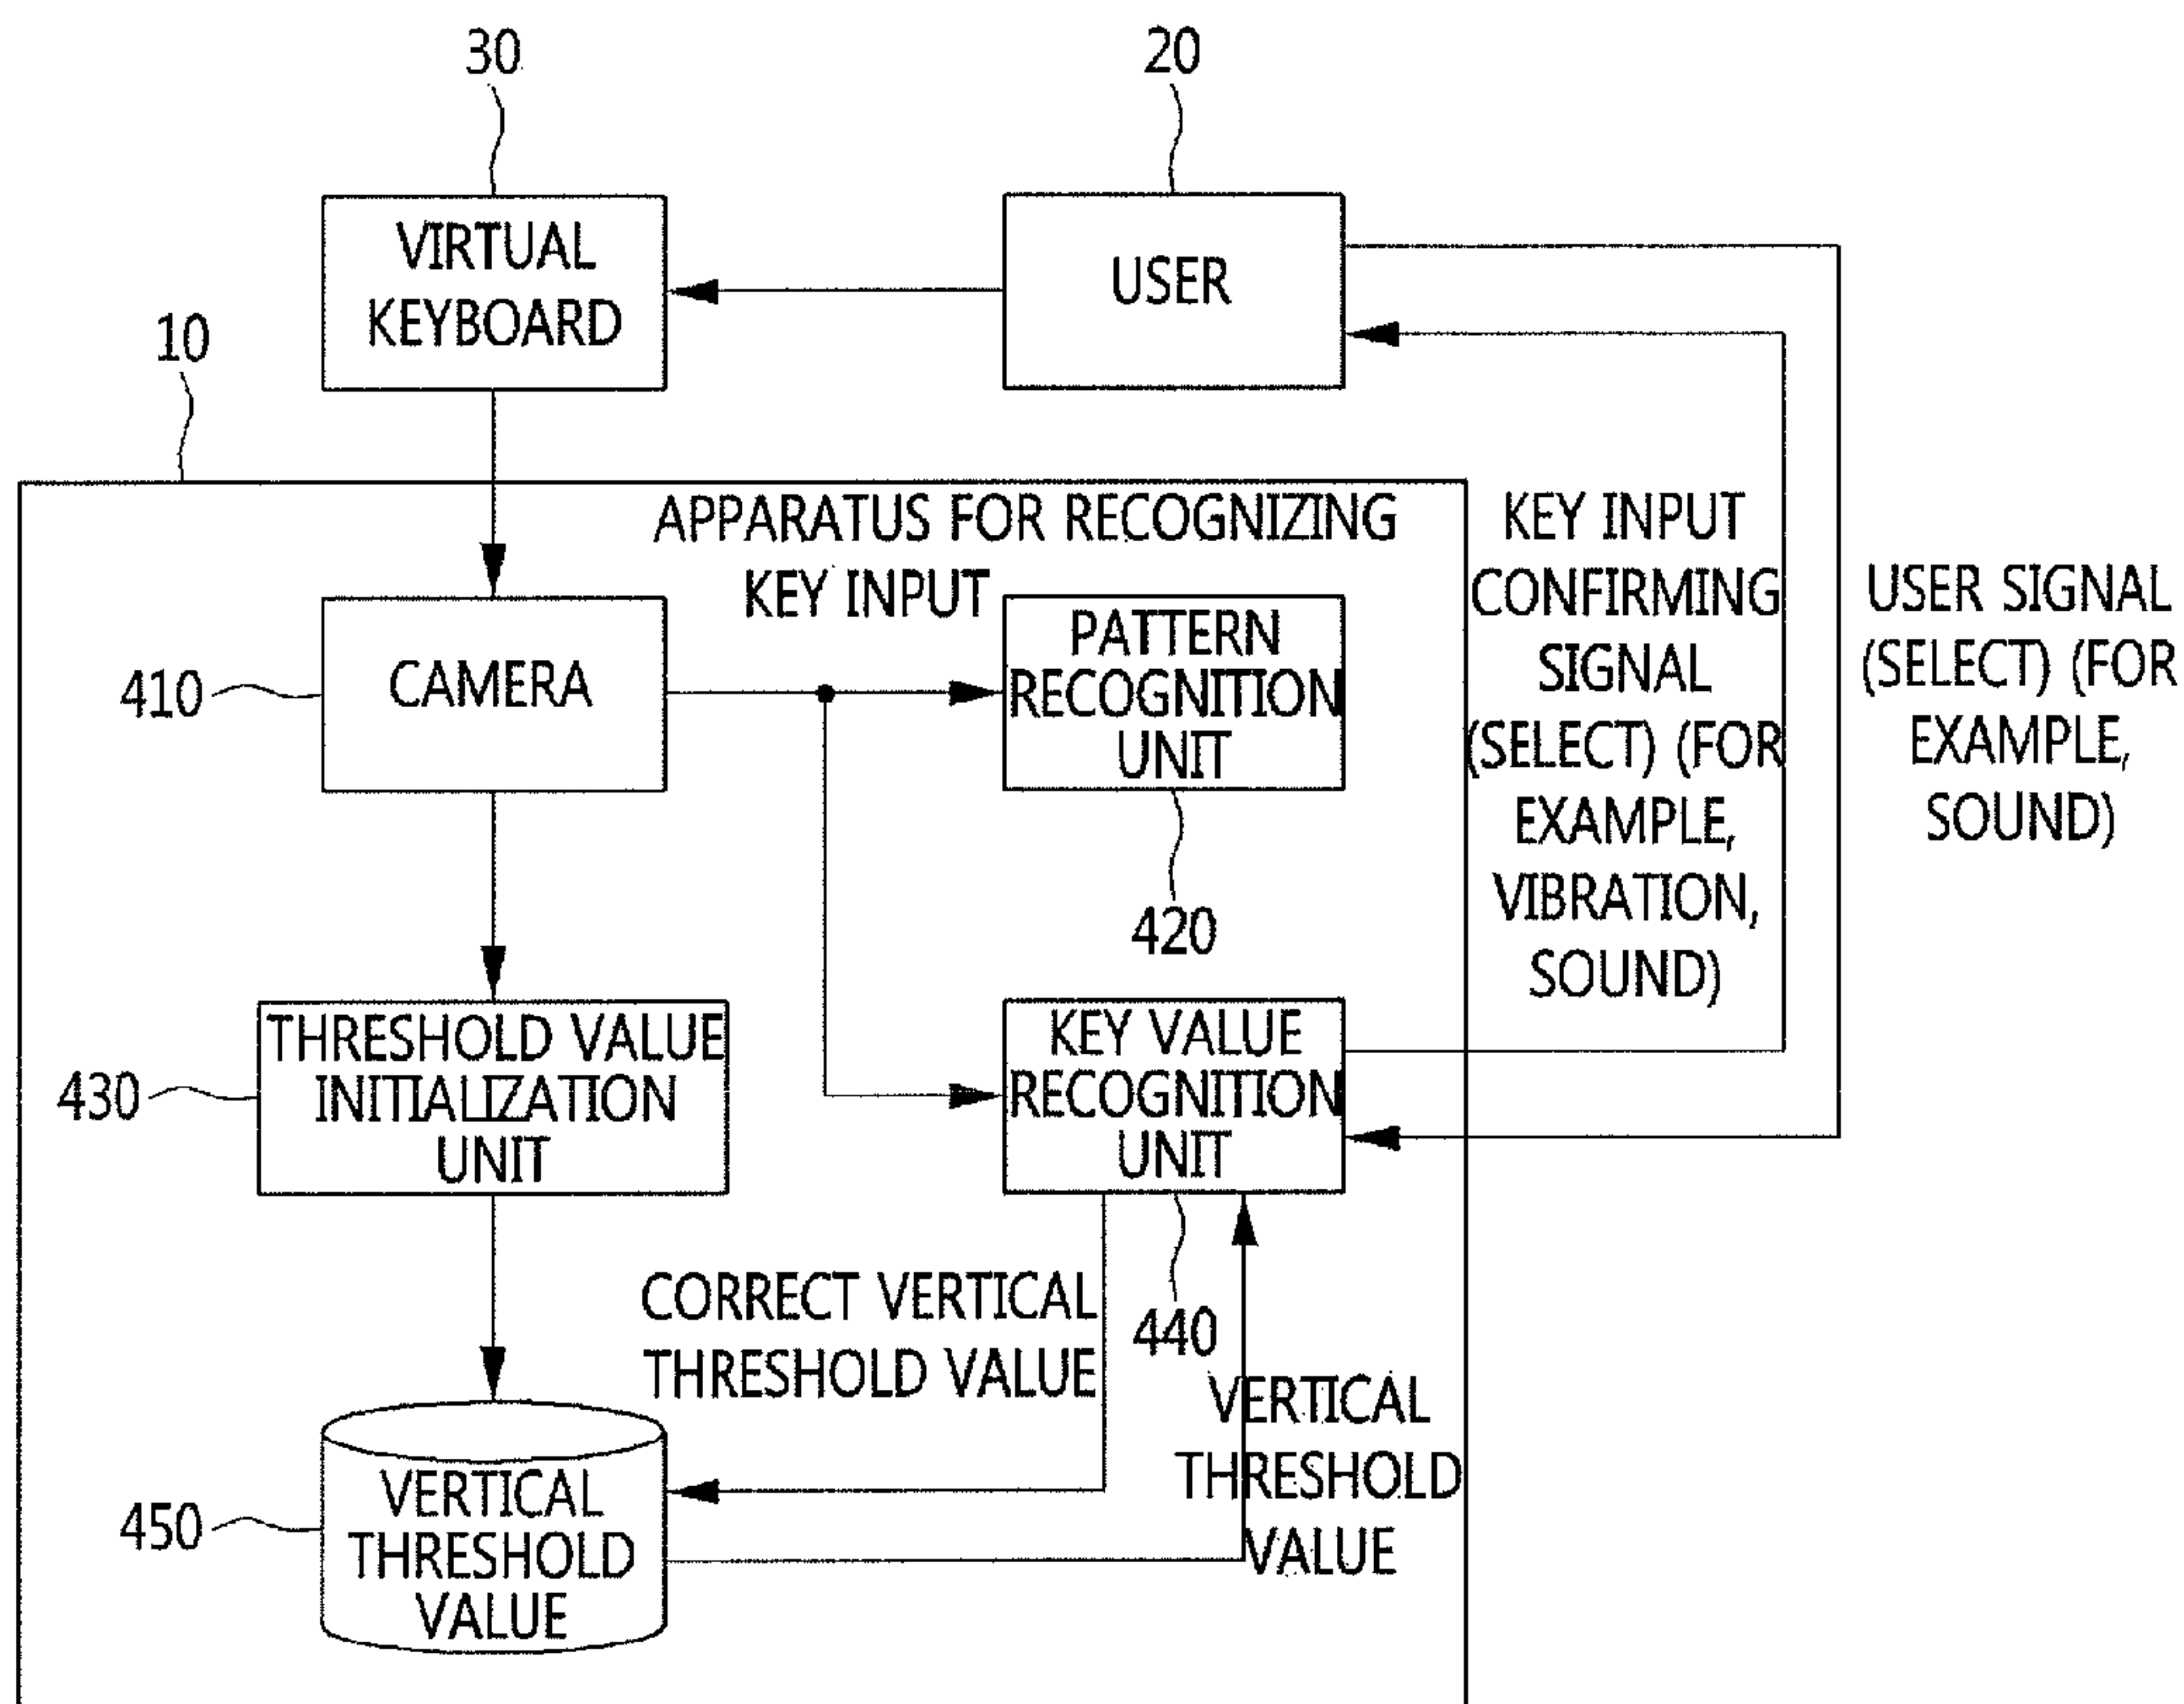 30
20
VIRTUAL
KEYBOARD
USER
10
APPARATUS FOR RECOGNIZING
KEY INPUT
CAMERA
410
PATTERN
RECOGNITION
UNIT
420
KEY INPUT
CONFIRMING
SIGNAL
(SELECT) (FOR
EXAMPLE,
VIBRATION,
SOUND)
USER SIGNAL
(SELECT) (FOR
EXAMPLE,
SOUND)
THRESHOLD VALUE
INITIALIZATION
UNIT
430
KEY VALUE
RECOGNITION
UNIT
440
CORRECT VERTICAL
THRESHOLD VALUE
VERTICAL
THRESHOLD
VALUE
VERTICAL
THRESHOLD
VALUE
450